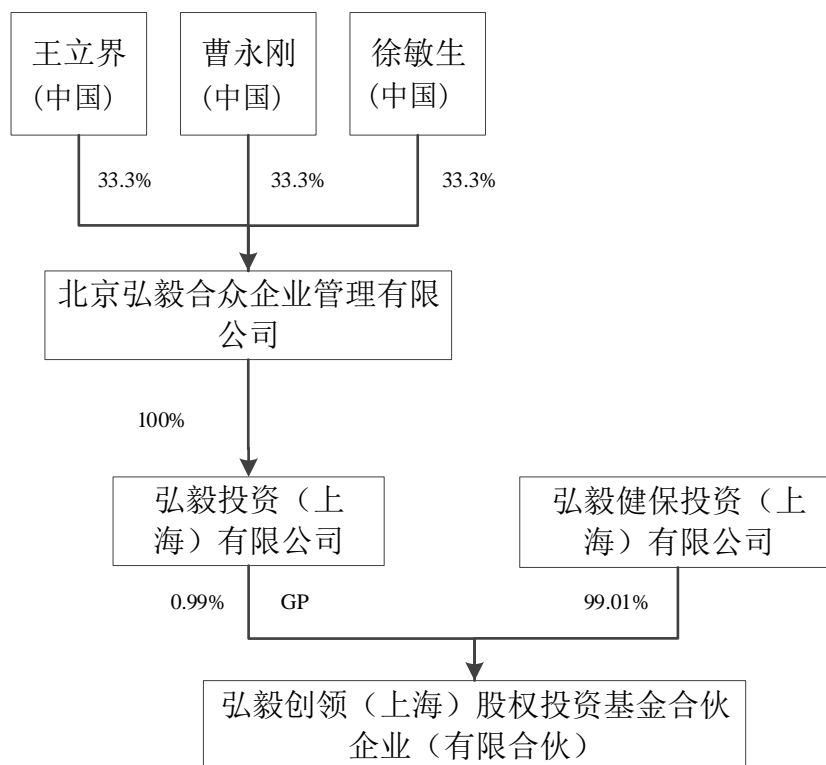 王立界
(中国)
曹永刚
(中国)
徐敏生
(中国)
33.3%
33.3%
33.3%
北京弘毅合众企业管理有限
公司
100%
弘毅投资（上
海）有限公司
弘毅健保投资（上
海）有限公司
0.99%
GP
99.01%
弘毅创领（上海）股权投资基金合伙
企业（有限合伙）